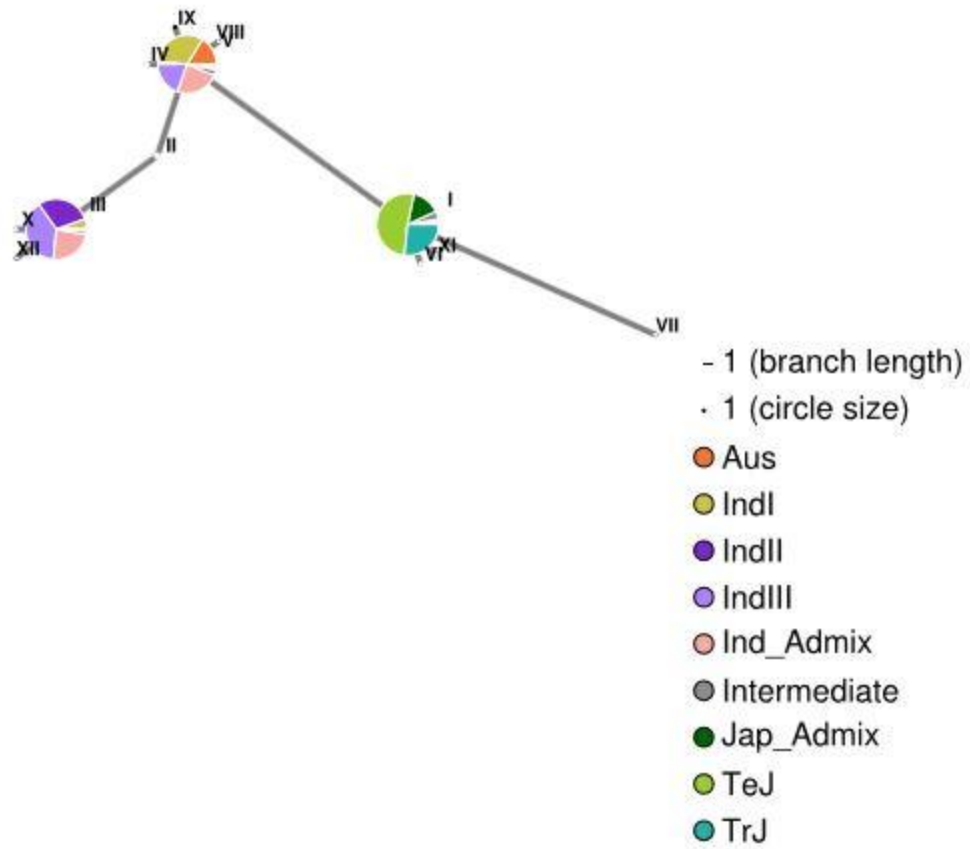 IX
VIII
V
IV
II
III
I
X
XI
XII
VI
VII
- 1 (branch length)
· 1 (circle size)
Aus
IndI
IndII
IndIII
Ind_Admix
Intermediate
Jap_Admix
TeJ
TrJ